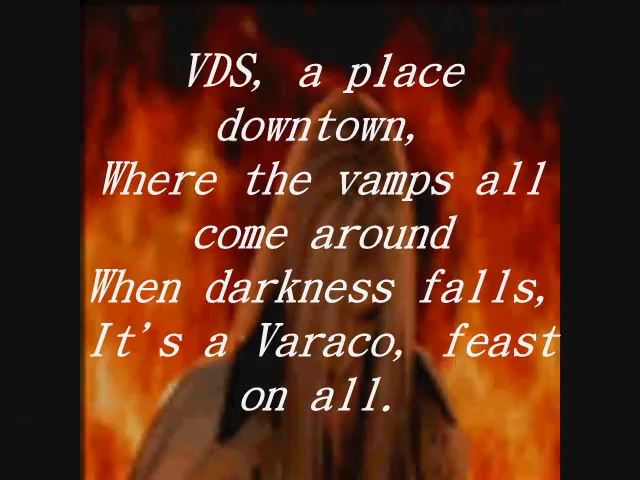 VDS, a place
downtown,
Where the vamps all
come around
When darkness falls,
It's a Varaco, feast
on all.